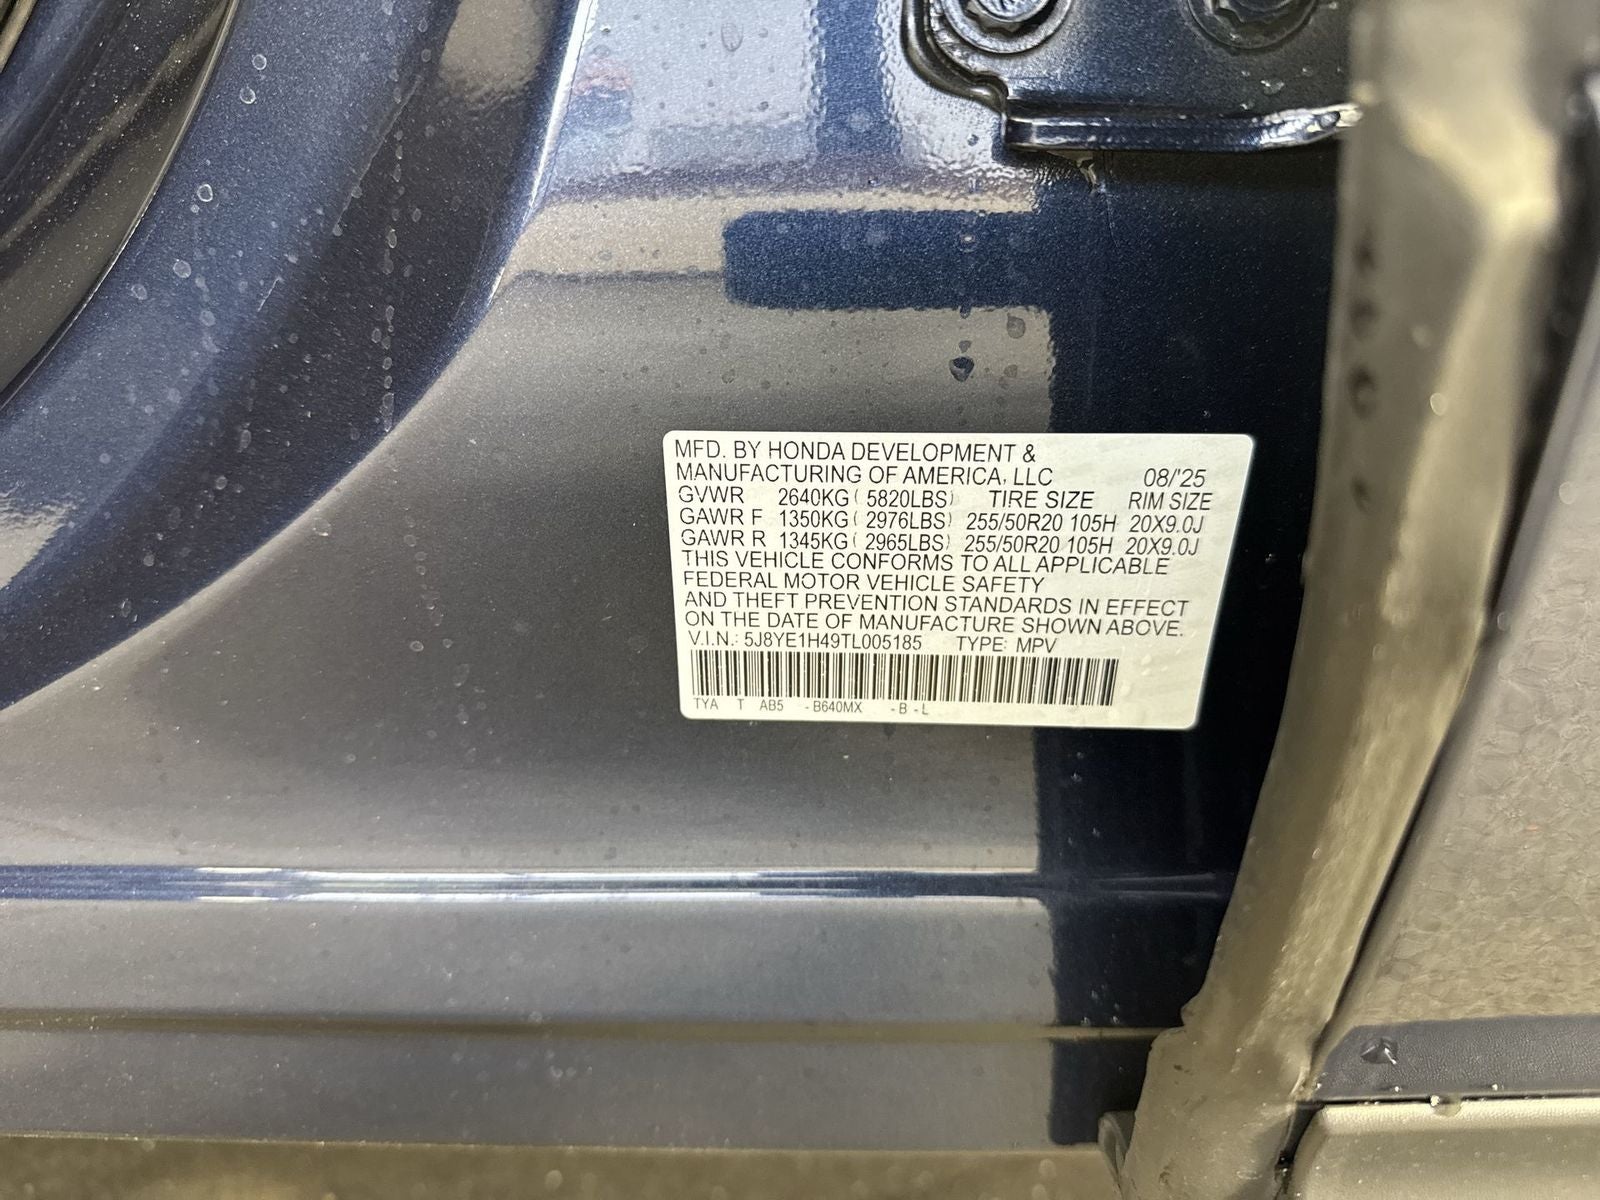 MFD. BY HONDA DEVELOPMENT &
MANUFACTURING OF AMERICA, LLC 08/'25
GVWR 2640KG ( 5820LBS) TIRE SIZE RIM SIZE
GAWR F 1350KG ( 2976LBS) 255/50R20 105H 20X9.0J
GAWR R 1345KG ( 2965LBS) 255/50R20 105H 20X9.0J
THIS VEHICLE CONFORMS TO ALL APPLICABLE
FEDERAL MOTOR VEHICLE SAFETY
AND THEFT PREVENTION STANDARDS IN EFFECT
ON THE DATE OF MANUFACTURE SHOWN ABOVE.
V.I.N.: 5J8YE1H49TL005185 TYPE: MPV
TYA T AB5 -B640MX -B-L